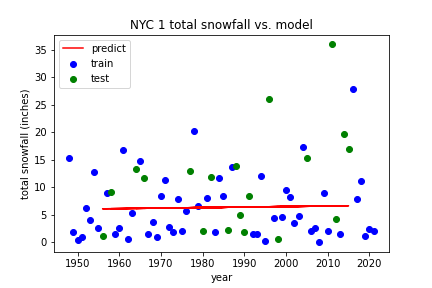 NYC 1 total snowfall vs. model
predict
train
test
total snowfall (inches)
35
30
25
20
15
10
5
0
1950 1960 1970 1980 1990 2000 2010 2020
year